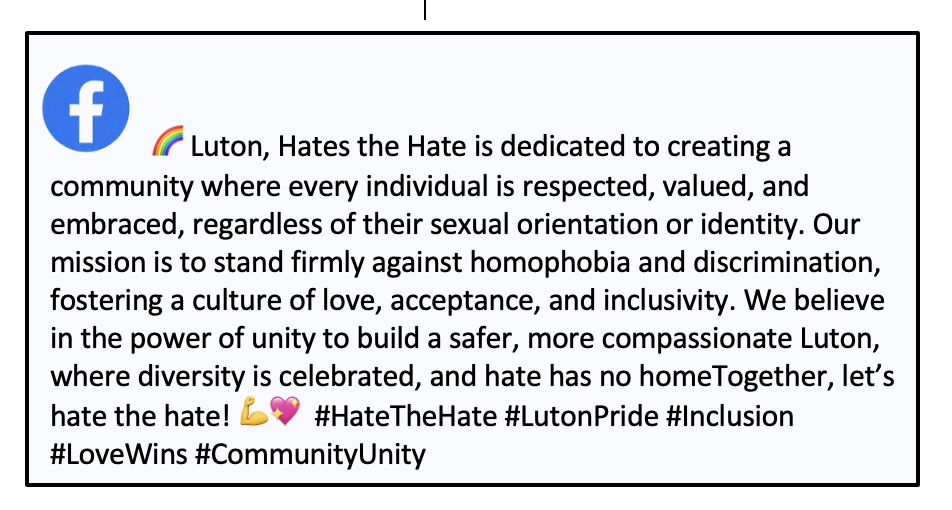 🌈 Luton, Hates the Hate is dedicated to creating a
community where every individual is respected, valued, and
embraced, regardless of their sexual orientation or identity. Our
mission is to stand firmly against homophobia and discrimination,
fostering a culture of love, acceptance, and inclusivity. We believe
in the power of unity to build a safer, more compassionate Luton,
where diversity is celebrated, and hate has no homeTogether, let’s
hate the hate! 💪💖 #HateTheHate #LutonPride #Inclusion
#LoveWins #CommunityUnity